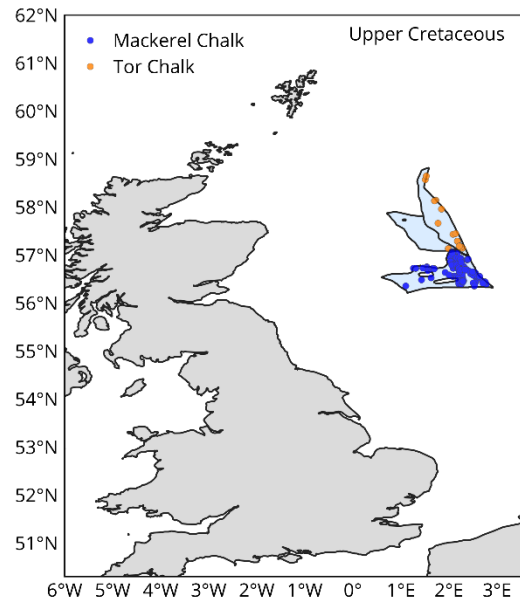 62°N
Upper Cretaceous
Mackerel Chalk
Tor Chalk
61°N
60°N
59°N
58°N
57°N
56°N
55°N
54°N
53°N
52°N
51°N
6°W 5°W 4°W 3°W 2°W 1°W 0° 1°E 2°E 3°E